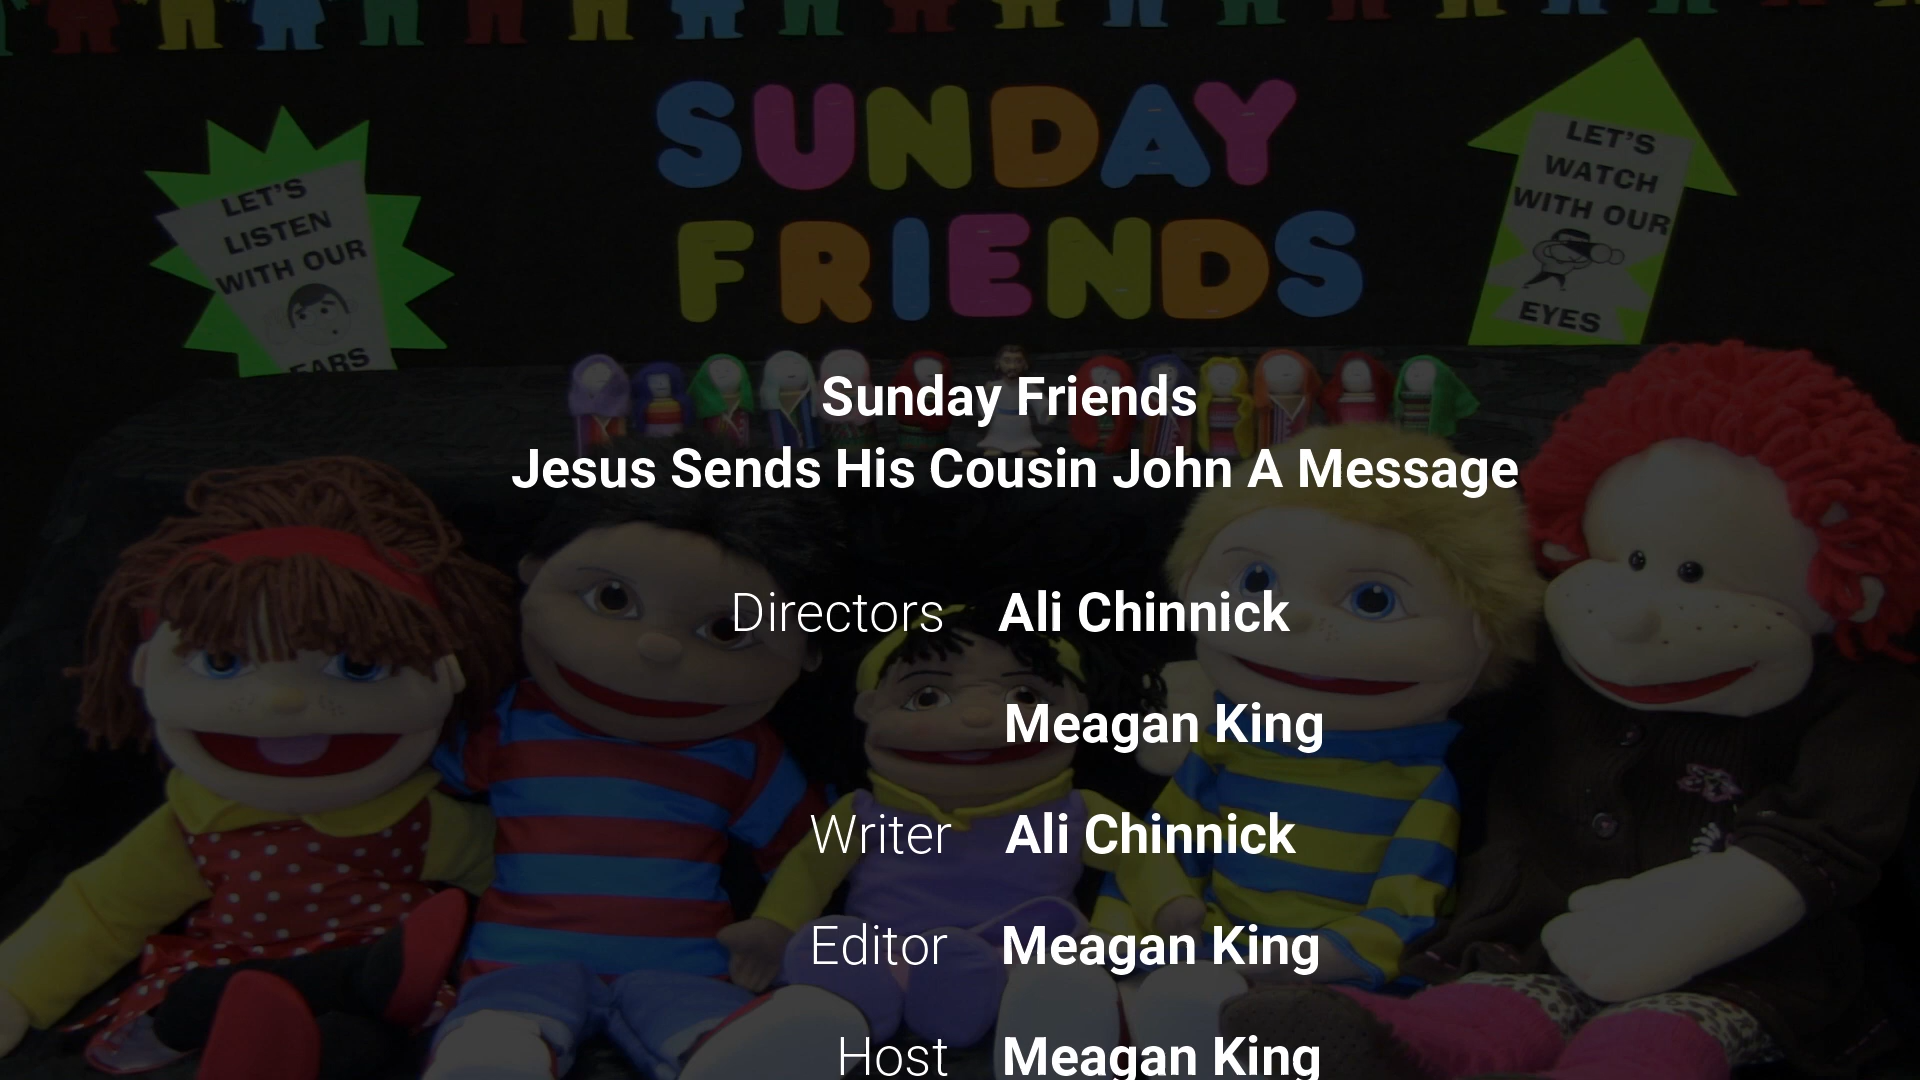 SUNDAY
FRIENDS
LET'S
LISTEN
WITH OUR
EARS
LET'S
WATCH
WITH OUR
EYES
Sunday Friends
Jesus Sends His Cousin John A Message
Directors Ali Chinnick
Meagan King
Writer Ali Chinnick
Editor Meagan King
Host Meagan King